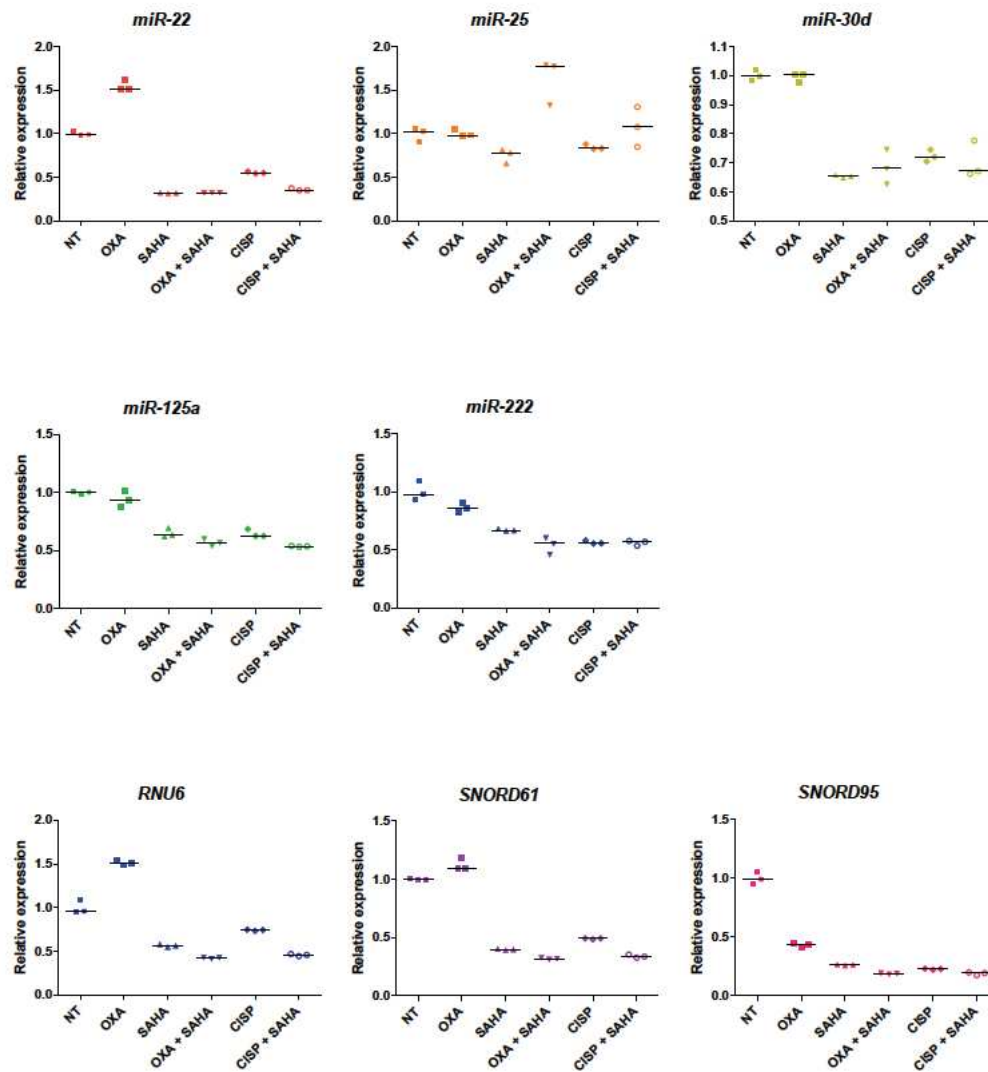 miR-22
Relative expression
2.0
1.5
1.0
0.5
0.0
NT
OXA
SAHA
OXA + SAHA
CISP
CISP + SAHA
miR-25
Relative expression
2.0
1.5
1.0
0.5
0.0
NT
OXA
SAHA
OXA + SAHA
CISP
CISP + SAHA
miR-30d
Relative expression
1.1
1.0
0.9
0.8
0.7
0.6
0.5
NT
OXA
SAHA
OXA + SAHA
CISP
CISP + SAHA
miR-125a
Relative expression
1.5
1.0
0.5
0.0
NT
OXA
SAHA
OXA + SAHA
CISP
CISP + SAHA
miR-222
Relative expression
1.5
1.0
0.5
0.0
NT
OXA
SAHA
OXA + SAHA
CISP
CISP + SAHA
RNU6
Relative expression
2.0
1.5
1.0
0.5
0.0
NT
OXA
SAHA
OXA + SAHA
CISP
CISP + SAHA
SNORD61
Relative expression
1.5
1.0
0.5
0.0
NT
OXA
SAHA
OXA + SAHA
CISP
CISP + SAHA
SNORD95
Relative expression
1.5
1.0
0.5
0.0
NT
OXA
SAHA
OXA + SAHA
CISP
CISP + SAHA